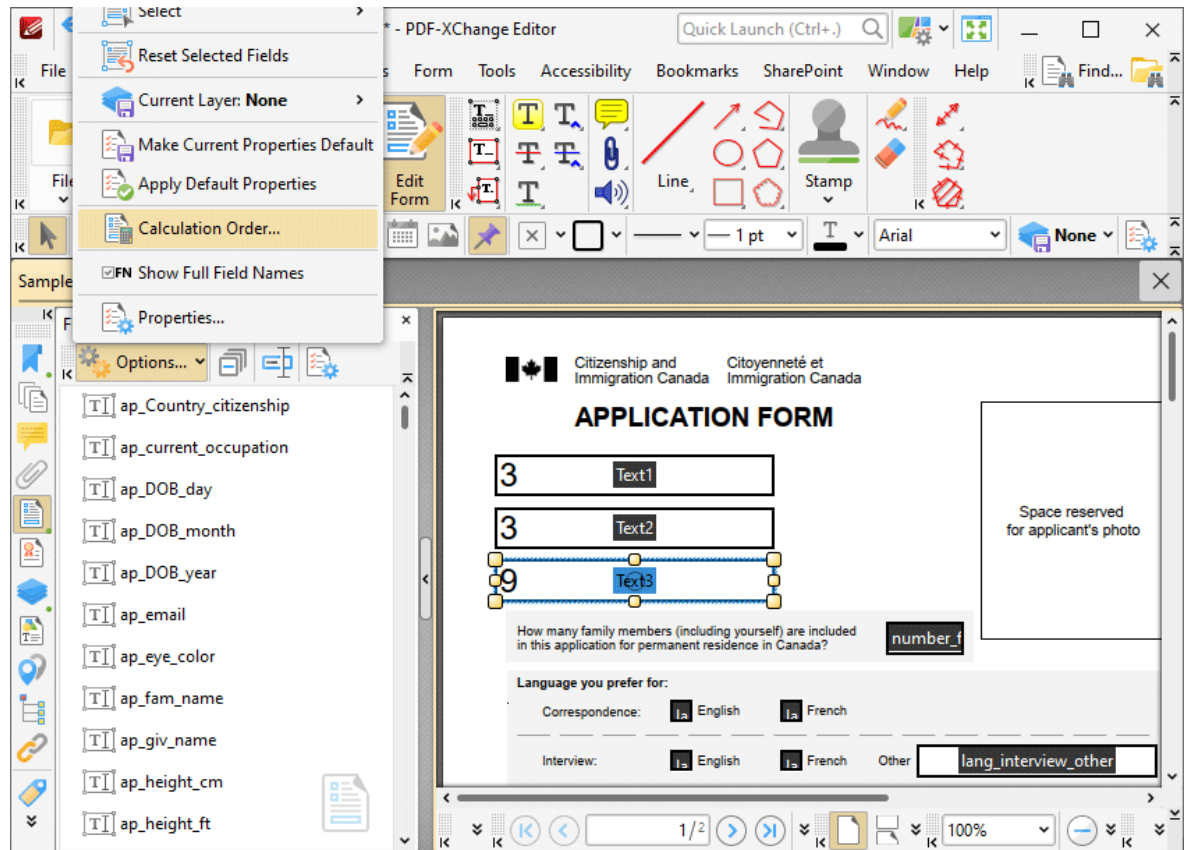 Select
* - PDF-XChange Editor
Quick Launch (Ctrl+.)
Reset Selected Fields
File
Form Tools Accessibility Bookmarks SharePoint Window Help
Find...
Current Layer: None
Make Current Properties Default
Apply Default Properties
Edit
Form
Line
Stamp
Calculation Order...
1 pt
Arial
None
FN Show Full Field Names
Properties...
Options...
ap_Country_citizenship
ap_current_occupation
ap_DOB_day
ap_DOB_month
ap_DOB_year
ap_email
ap_eye_color
ap_fam_name
ap_giv_name
ap_height_cm
ap_height_ft
Citizenship and
Immigration Canada
Citoyenneté et
Immigration Canada
APPLICATION FORM
3 Text1
3 Text2
9 Text3
Space reserved
for applicant's photo
How many family members (including yourself) are included
in this application for permanent residence in Canada?
number_f
Language you prefer for:
Correspondence: la English la French
Interview: la English la French Other lang_interview_other
1/2
100%